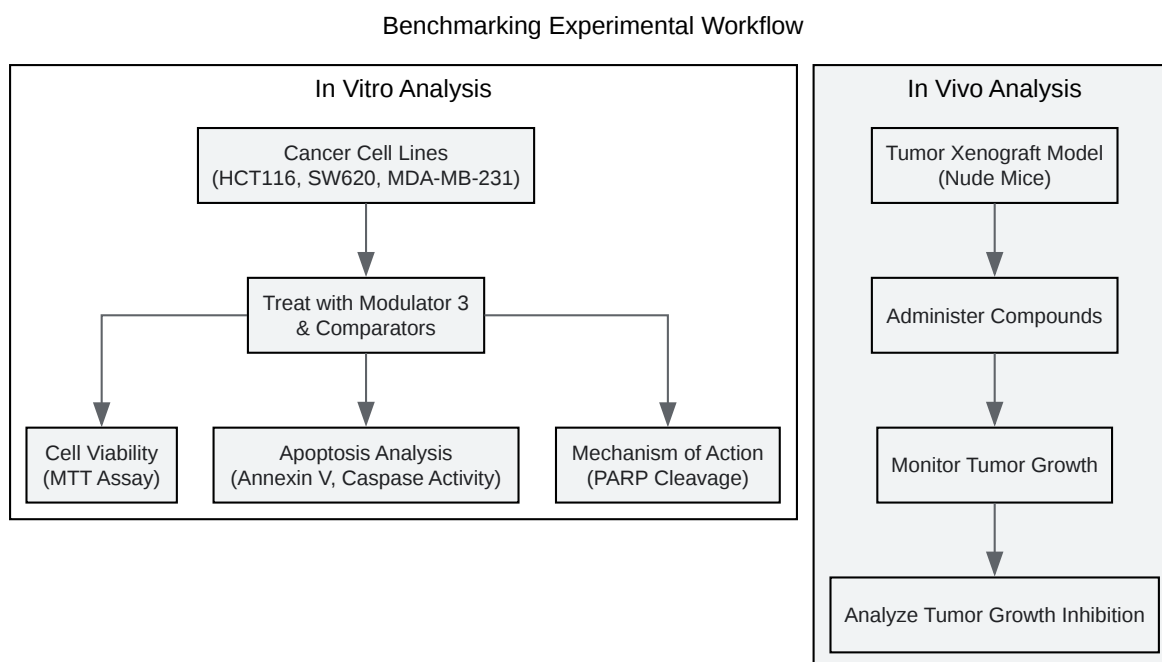 Benchmarking Experimental Workflow
In Vitro Analysis
Cancer Cell Lines
(HCT116, SW620, MDA-MB-231)
Treat with Modulator 3
& Comparators
Cell Viability
(MTT Assay)
Apoptosis Analysis
(Annexin V, Caspase Activity)
Mechanism of Action
(PARP Cleavage)
In Vivo Analysis
Tumor Xenograft Model
(Nude Mice)
Administer Compounds
Monitor Tumor Growth
Analyze Tumor Growth Inhibition